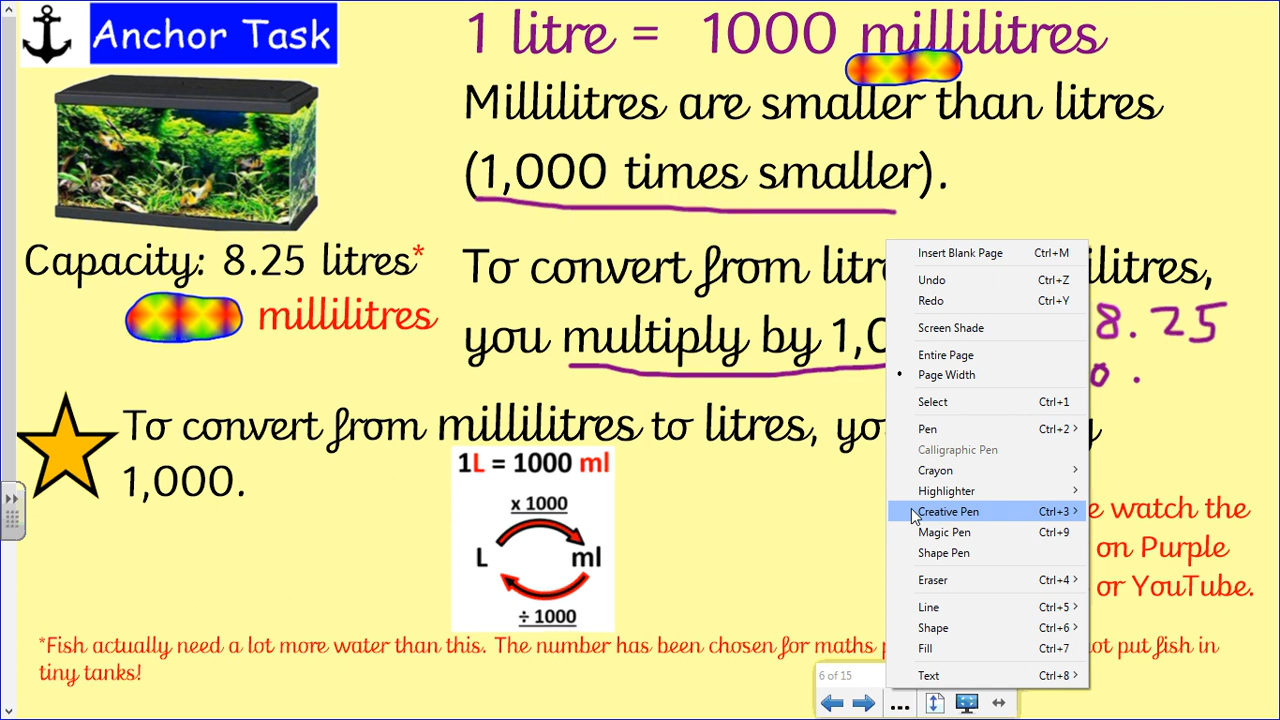 Anchor Task
1 litre = 1000 millilitres
Millilitres are smaller than litres
(1,000 times smaller).
Capacity: 8.25 litres*
millilitres
To convert from litre ilitres,
you multiply by 1,0
8.25
0.
To convert from millilitres to litres, yo y
1,000.
1L = 1000 ml
x 1000
L ml
÷ 1000
e watch the
on Purple
or YouTube.
*Fish actually need a lot more water than this. The number has been chosen for maths p not put fish in
tiny tanks!
Insert Blank Page Ctrl+M
Undo Ctrl+Z
Redo Ctrl+Y
Screen Shade
Entire Page
Page Width
Select Ctrl+1
Pen Ctrl+2
Calligraphic Pen
Crayon
Highlighter
Creative Pen Ctrl+3
Magic Pen Ctrl+9
Shape Pen
Eraser Ctrl+4
Line Ctrl+5
Shape Ctrl+6
Fill Ctrl+7
Text Ctrl+8
6 of 15